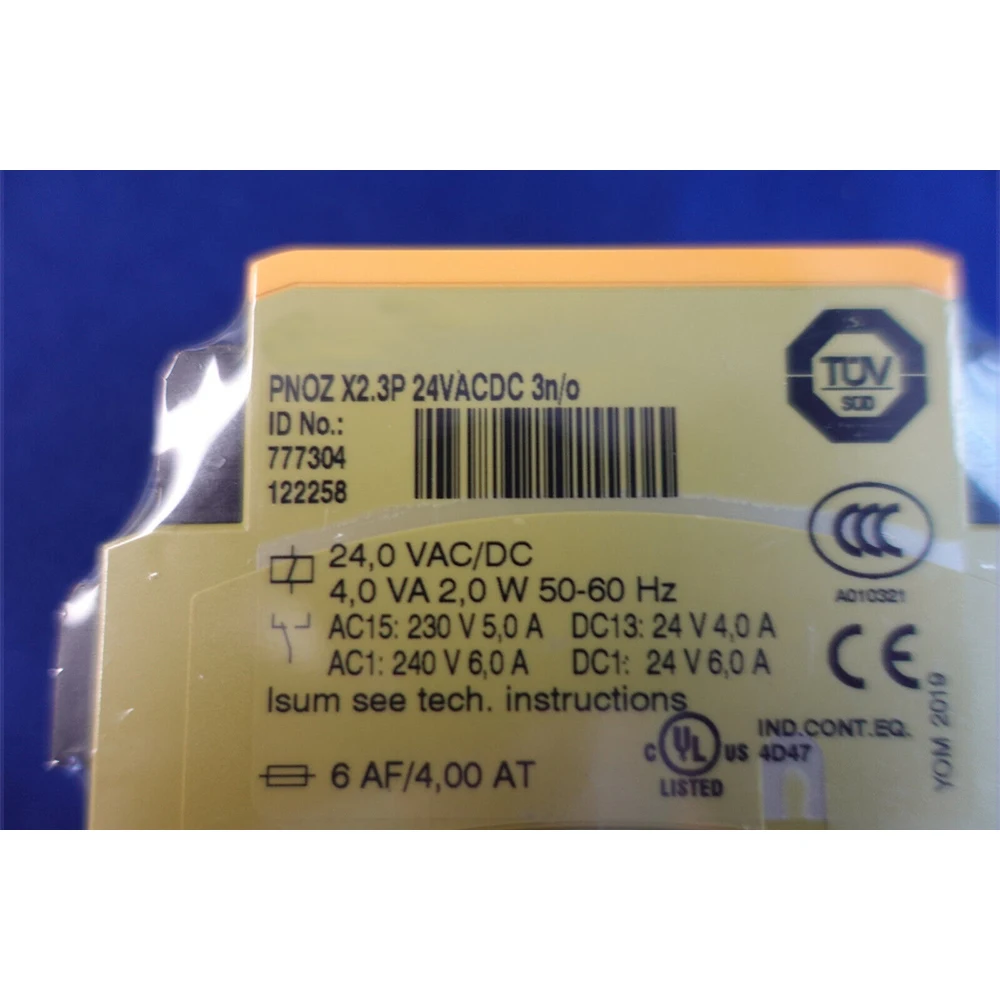 PNOZ X2.3P 24VACDC 3n/o
ID No.:
777304
122258
TÜV
SÜD
24,0 VAC/DC
4,0 VA 2,0 W 50-60 Hz
AC15: 230 V 5,0 A DC13: 24 V 4,0 A
AC1: 240 V 6,0 A DC1: 24 V 6,0 A
Isum see tech. instructions
6 AF/4,00 AT
CCC
A010321
CE
YOM 2019
C UL US
LISTED
IND.CONT.EQ.
4D47